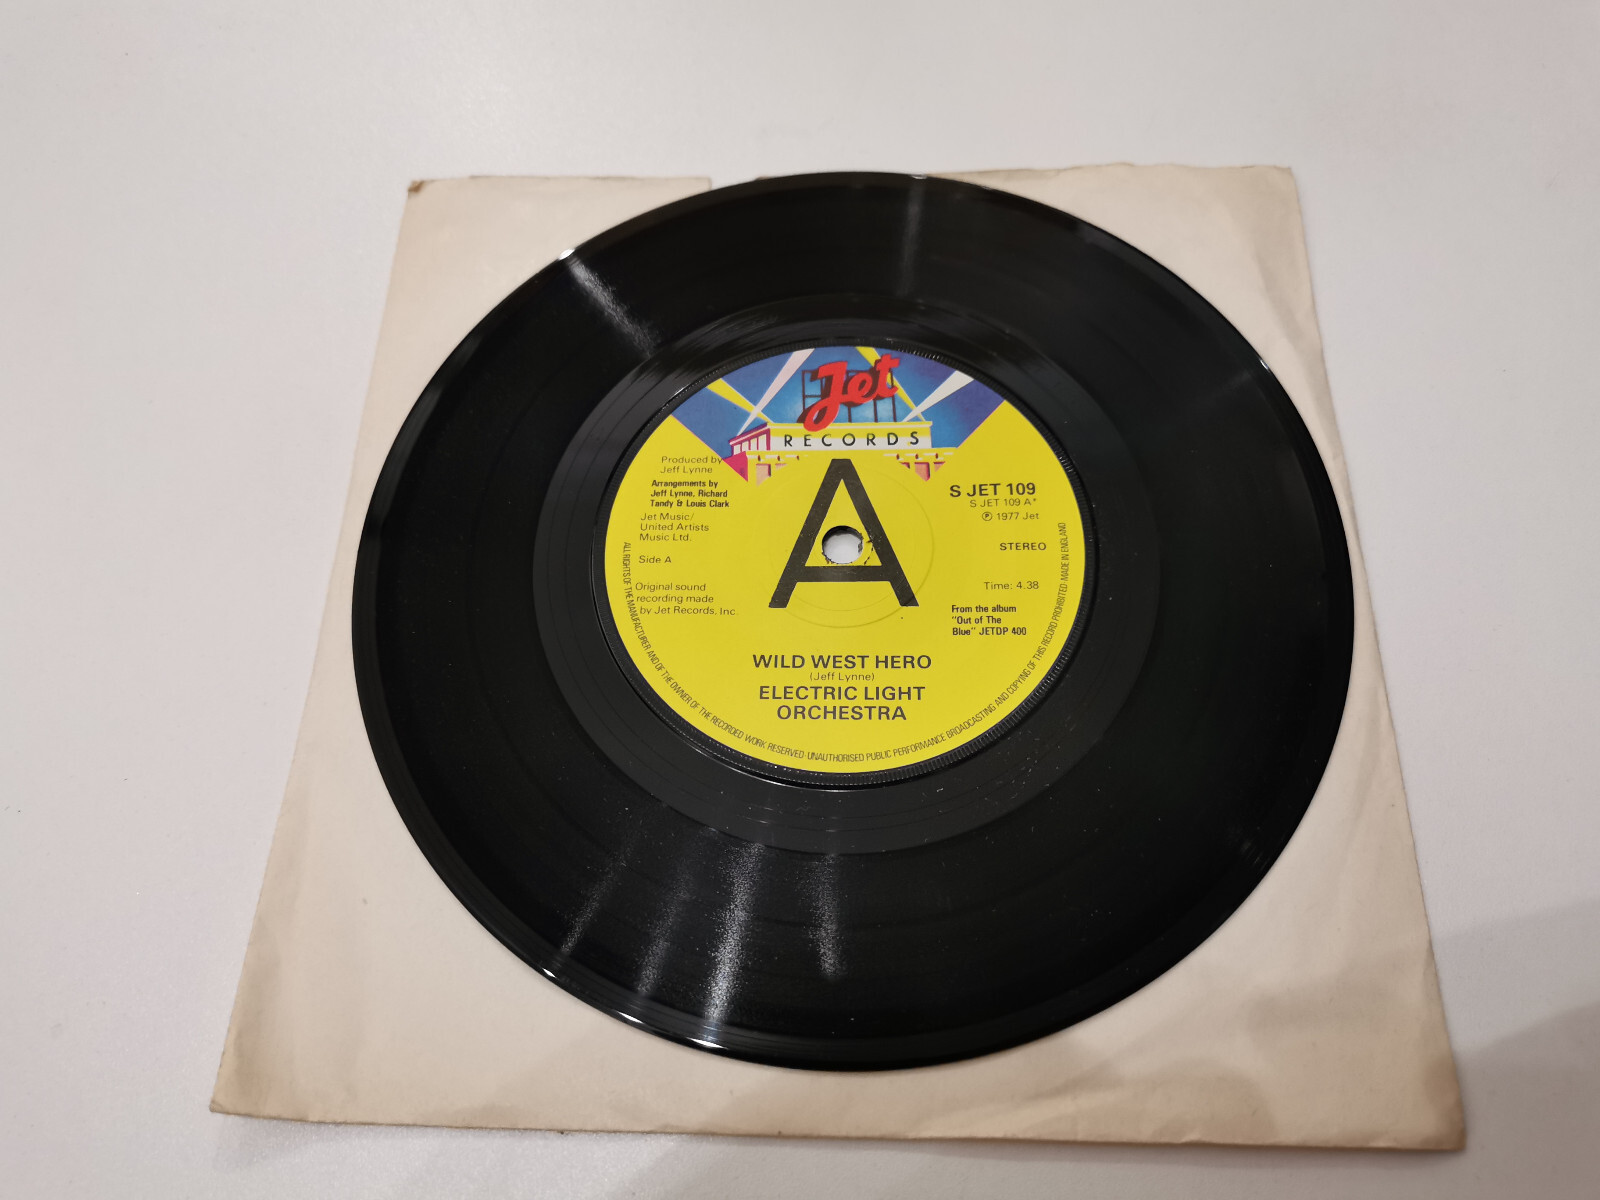 Jet
RECORDS
A
Produced by
Jeff Lynne
Arrangements by
Jeff Lynne, Richard
Tandy & Louis Clark
Jet Music/
United Artists
Music Ltd.
Side A
Original sound
recording made
by Jet Records, Inc.
S JET 109
S JET 109 A*
℗ 1977 Jet
STEREO
Time: 4.38
From the album
"Out of The
Blue" JETDP 400
WILD WEST HERO
(Jeff Lynne)
ELECTRIC LIGHT
ORCHESTRA
ALL RIGHTS OF THE MANUFACTURER AND OF THE OWNER OF THE RECORDED WORK RESERVED·UNAUTHORISED PUBLIC PERFORMANCE BROADCASTING AND COPYING OF THIS RECORD PROHIBITED·MADE IN ENGLAND